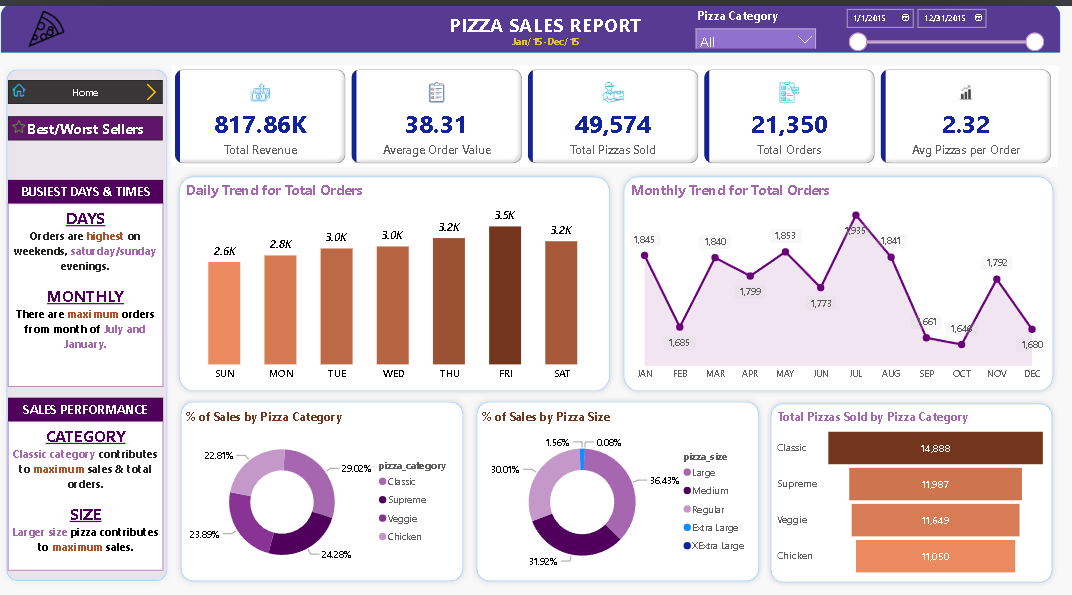 PIZZA SALES REPORT
Jan/ 15 -Dec/ 15
Pizza Category
All
1/1/2015
12/31/2015
Home
Best/Worst Sellers
BUSIEST DAYS & TIMES
DAYS
Orders are highest on
weekends, saturday/sunday
evenings.
MONTHLY
There are maximum orders
from month of July and
January.
SALES PERFORMANCE
CATEGORY
Classic category contributes
to maximum sales & total
orders.
SIZE
Larger size pizza contributes
to maximum sales.
817.86K
Total Revenue
38.31
Average Order Value
49,574
Total Pizzas Sold
21,350
Total Orders
2.32
Avg Pizzas per Order
Daily Trend for Total Orders
2.6K
2.8K
3.0K
3.0K
3.2K
3.5K
3.2K
SUN MON TUE WED THU FRI SAT
Monthly Trend for Total Orders
1,845
1,685
1,840
1,799
1,853
1,773
1,935
1,841
1,661
1,646
1,792
1,680
JAN FEB MAR APR MAY JUN JUL AUG SEP OCT NOV DEC
% of Sales by Pizza Category
22.81%
29.02%
23.89%
24.28%
pizza_category
Classic
Supreme
Veggie
Chicken
% of Sales by Pizza Size
1.56%
0.08%
30.01%
36.43%
31.92%
pizza_size
Large
Medium
Regular
Extra Large
XExtra Large
Total Pizzas Sold by Pizza Category
Classic 14,888
Supreme 11,987
Veggie 11,649
Chicken 11,050